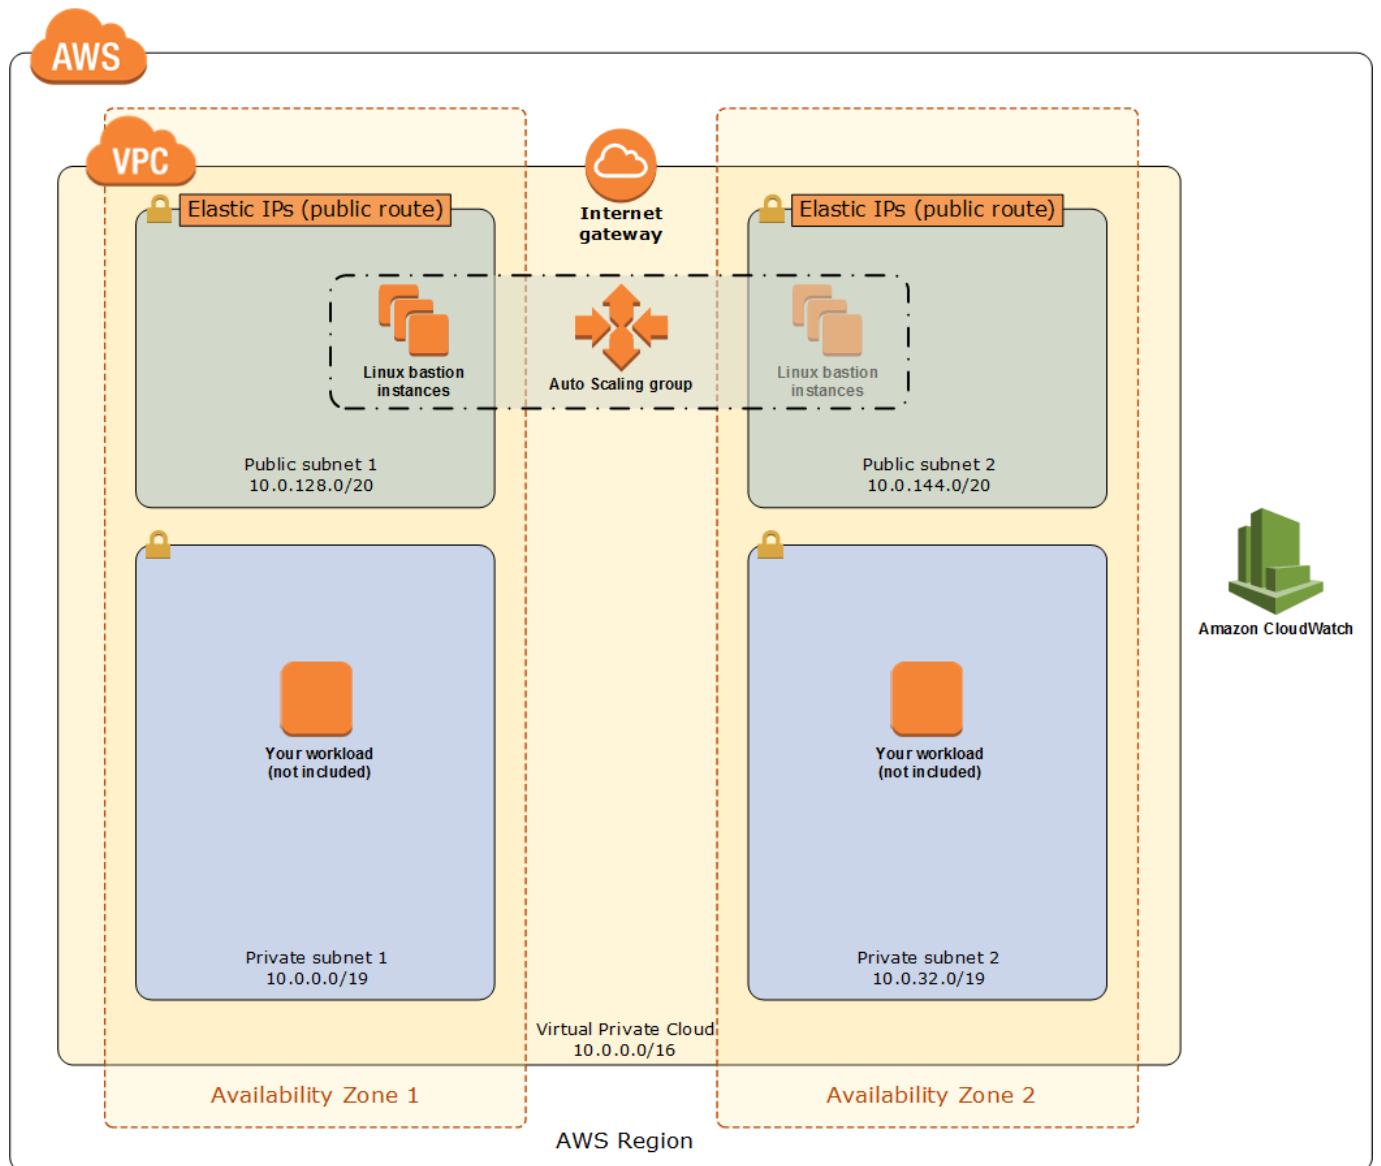 AWS
VPC
Elastic IPs (public route)
Internet
gateway
Elastic IPs (public route)
Linux bastion
instances
Auto Scaling group
Linux bastion
instances
Public subnet 1
10.0.128.0/20
Public subnet 2
10.0.144.0/20
Amazon CloudWatch
Your workload
(not included)
Your workload
(not included)
Private subnet 1
10.0.0.0/19
Private subnet 2
10.0.32.0/19
Virtual Private Cloud
10.0.0.0/16
Availability Zone 1
Availability Zone 2
AWS Region